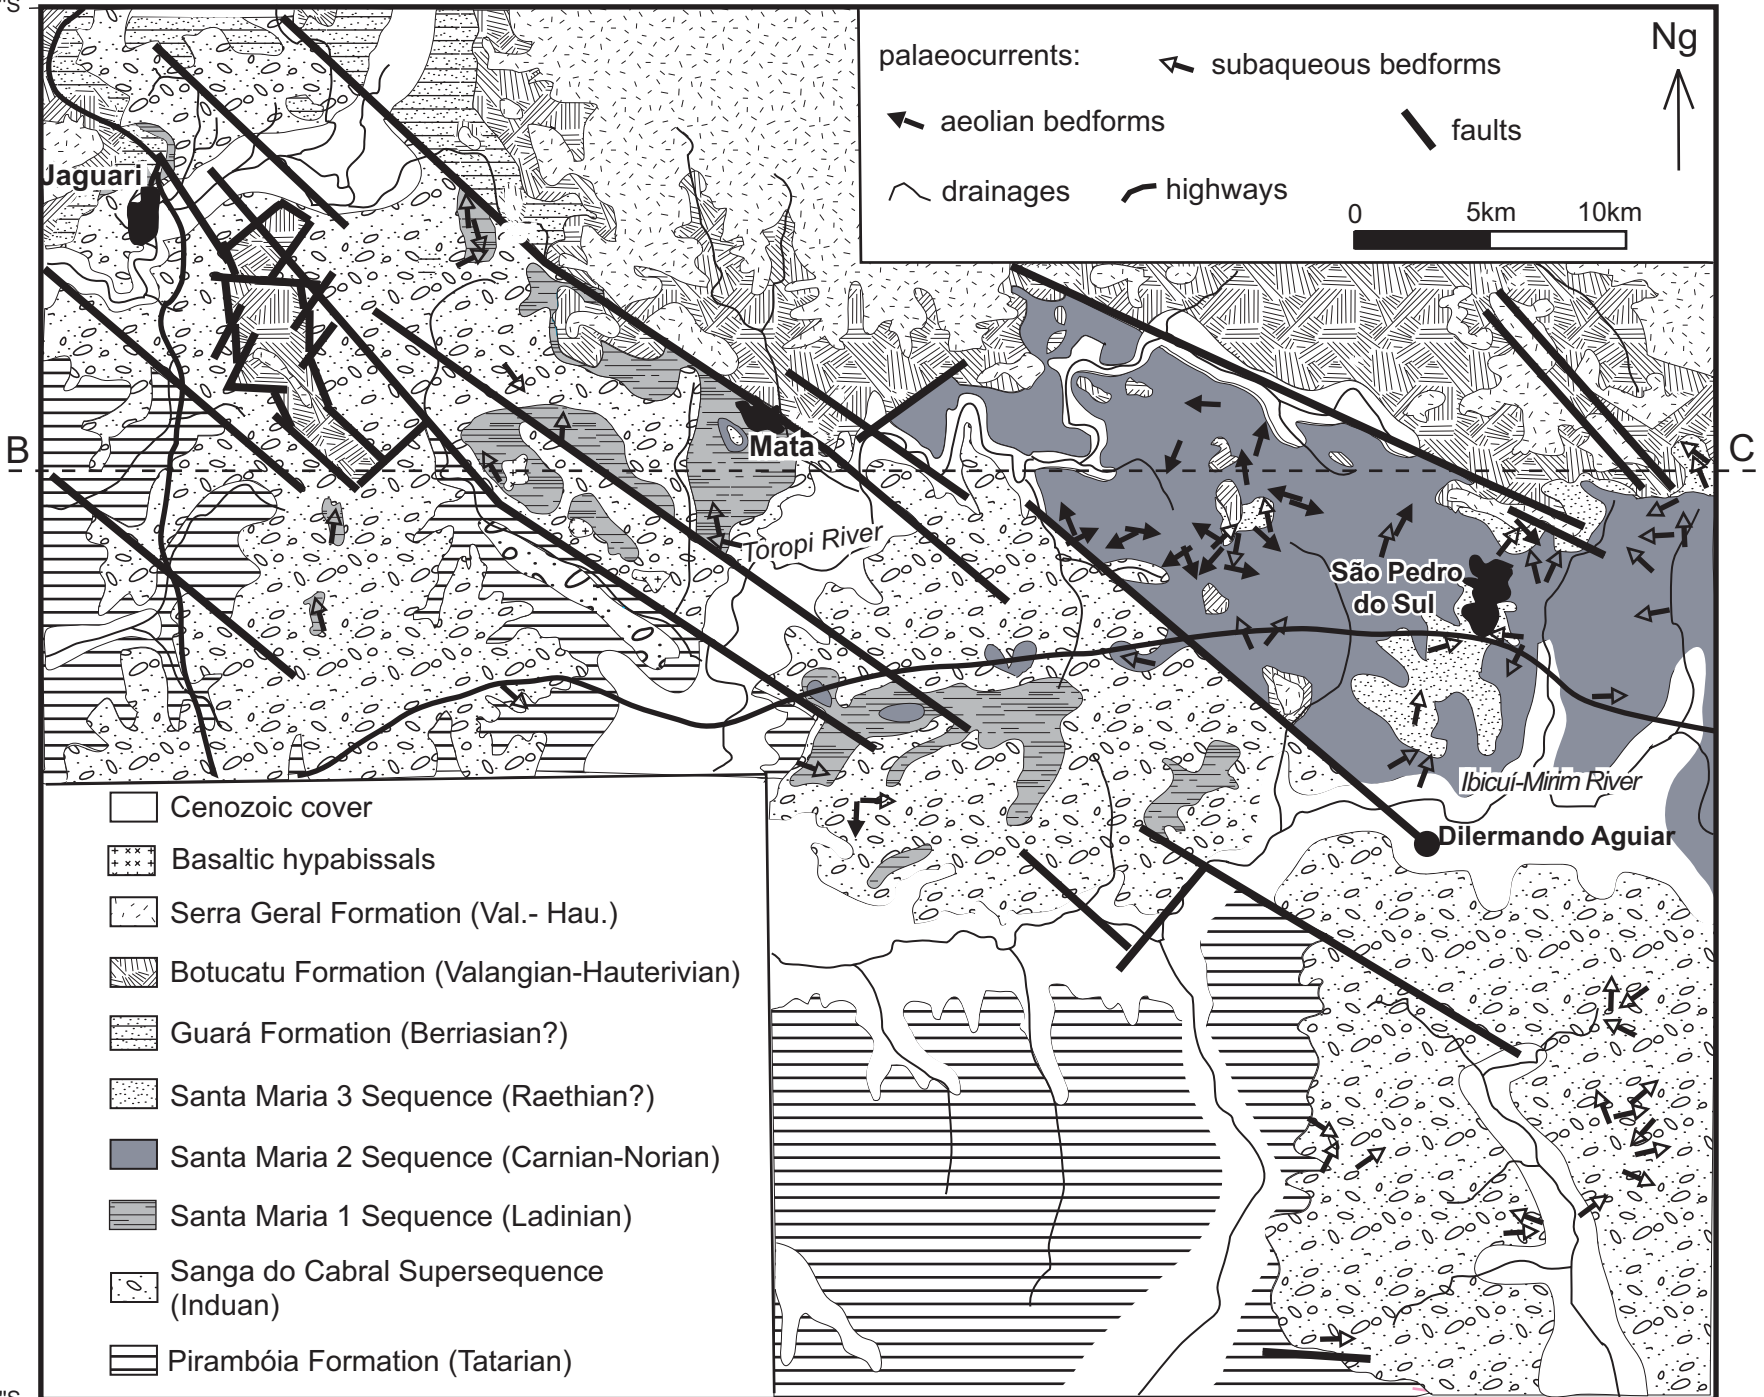 "S
Ng
palaeocurrents:
subaqueous bedforms
aeolian bedforms
faults
drainages
highways
0 5km 10km
Jaguari
B
C
Mata
Toropi River
São Pedro
do Sul
Ibicuí-Mirim River
Dilermando Aguiar
Cenozoic cover
Basaltic hypabissals
Serra Geral Formation (Val.- Hau.)
Botucatu Formation (Valangian-Hauterivian)
Guará Formation (Berriasian?)
Santa Maria 3 Sequence (Raethian?)
Santa Maria 2 Sequence (Carnian-Norian)
Santa Maria 1 Sequence (Ladinian)
Sanga do Cabral Supersequence
(Induan)
Pirambóia Formation (Tatarian)
"S